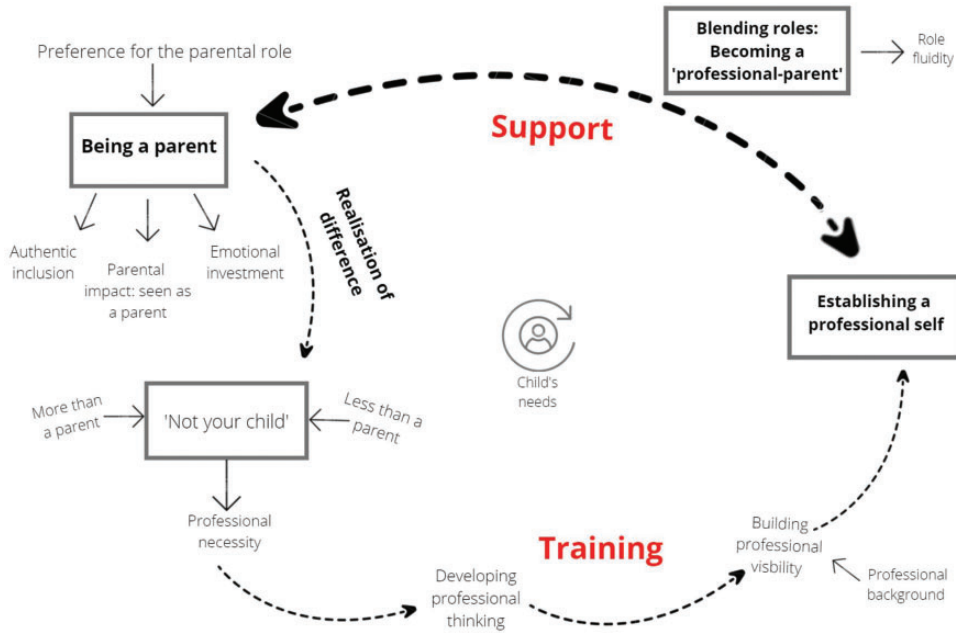 Preference for the parental role
Being a parent
Authentic
inclusion
Parental
impact: seen as
a parent
Emotional
investment
Realisation of
difference
Support
Blending roles:
Becoming a
'professional-parent'
Role
fluidity
Establishing a
professional self
Child's
needs
More than
a parent
'Not your child'
Less than a
parent
Professional
necessity
Developing
professional
thinking
Training
Building
professional
visbility
Professional
background